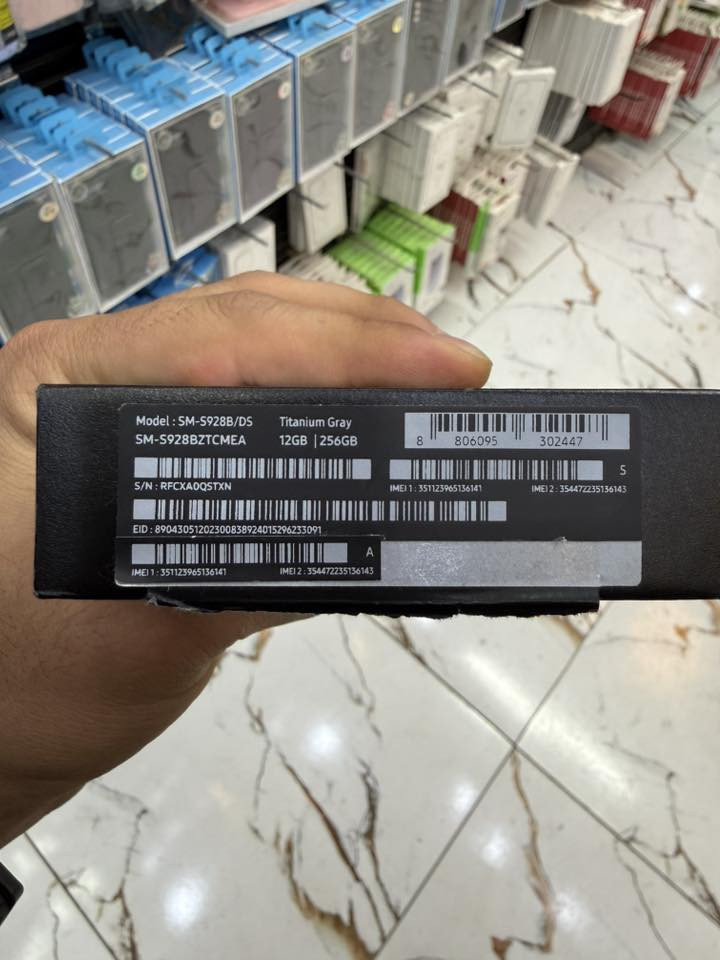 Model : SM-S928B/DS Titanium Gray
SM-S928BZTCMEA 12GB | 256GB
8 806095 302447
S/N : RFCXA0QSTXN
IMEI 1 : 351123965136141 IMEI 2 : 354472235136143
S
EID : 89043051202300838924015296233091
A
IMEI 1 : 351123965136141 IMEI 2 : 354472235136143